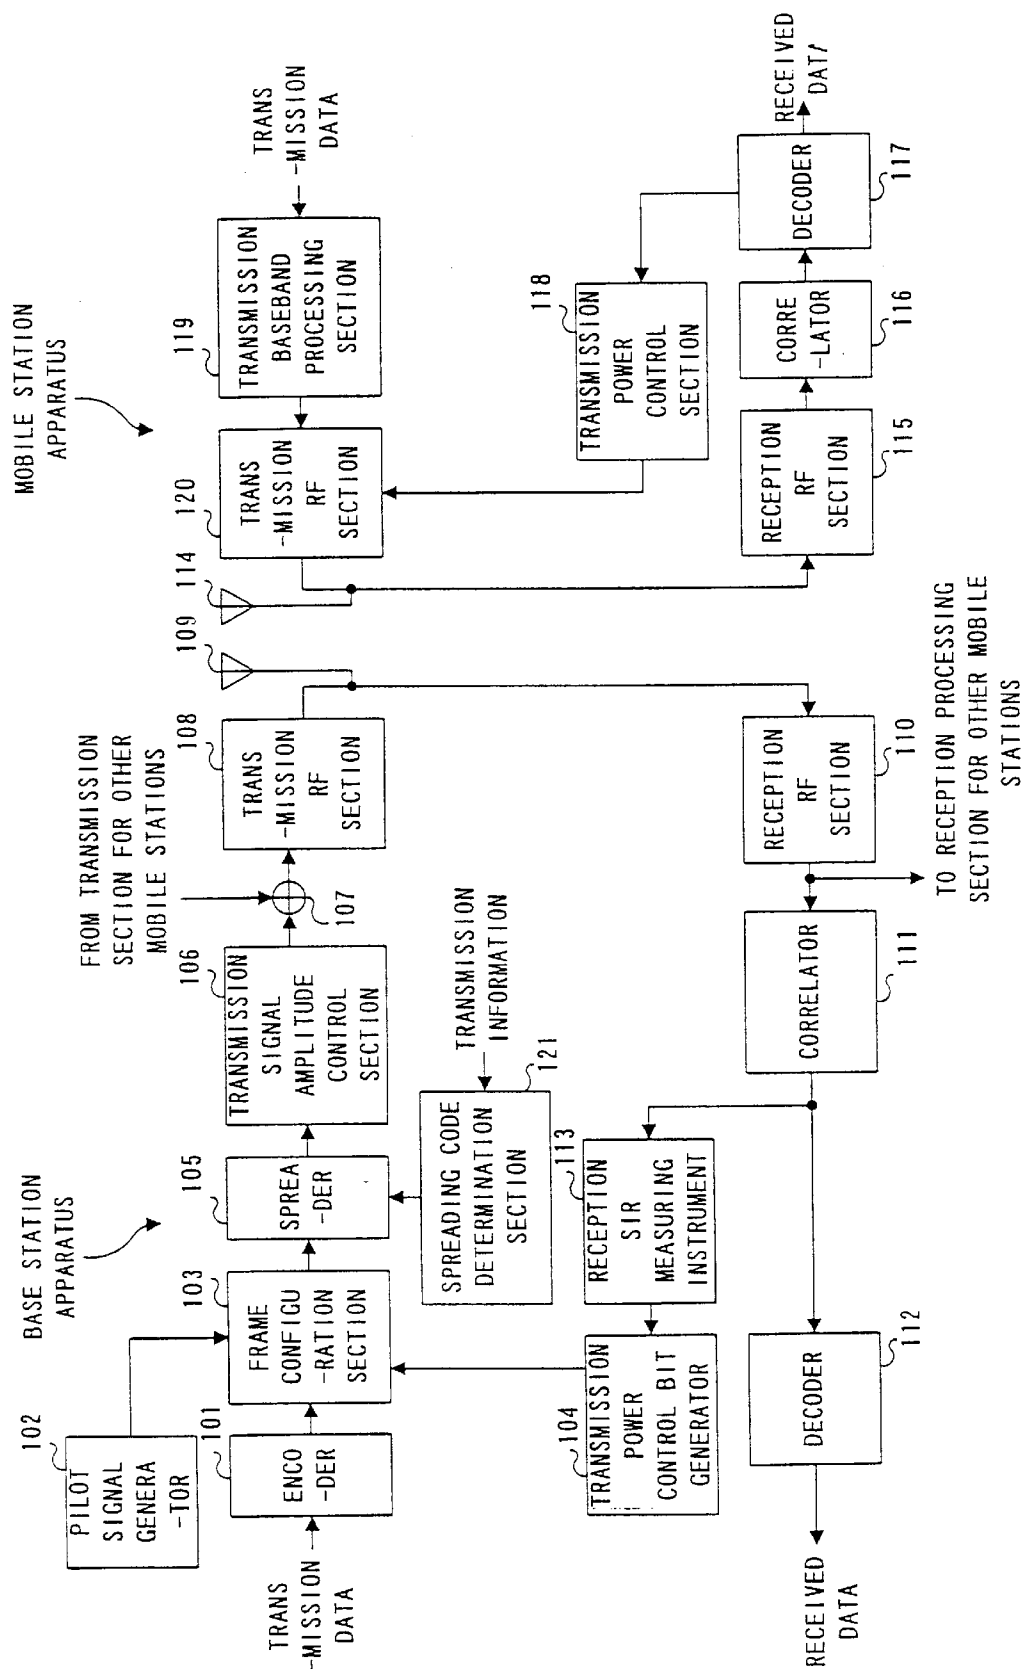 MOBILE STATION
APPARATUS
BASE STATION
APPARATUS
102
PILOT
SIGNAL
GENERA
-TOR
TRANS
-MISSION
DATA
101
ENCO
-DER
103
FRAME
CONFIGU
-RATION
SECTION
105
SPREA
-DER
106
TRANSMISSION
SIGNAL
AMPLITUDE
CONTROL
SECTION
FROM TRANSMISSION
SECTION FOR OTHER
MOBILE STATIONS
107
108
TRANS
-MISSION
RF
SECTION
109
114
120
TRANS
-MISSION
RF
SECTION
119
TRANSMISSION
BASEBAND
PROCESSING
SECTION
TRANS
-MISSION
DATA
TRANSMISSION
INFORMATION
121
SPREADING CODE
DETERMINATION
SECTION
104
TRANSMISSION
POWER
CONTROL BIT
GENERATOR
113
RECEPTION
SIR
MEASURING
INSTRUMENT
118
TRANSMISSION
POWER
CONTROL
SECTION
RECEIVED
DATA
DECODER
112
CORRELATOR
111
RECEPTION
RF
SECTION
110
TO RECEPTION PROCESSING
SECTION FOR OTHER MOBILE
STATIONS
RECEPTION
RF
SECTION
115
CORRE
-LATOR
116
DECODER
117
RECEIVED
DATA